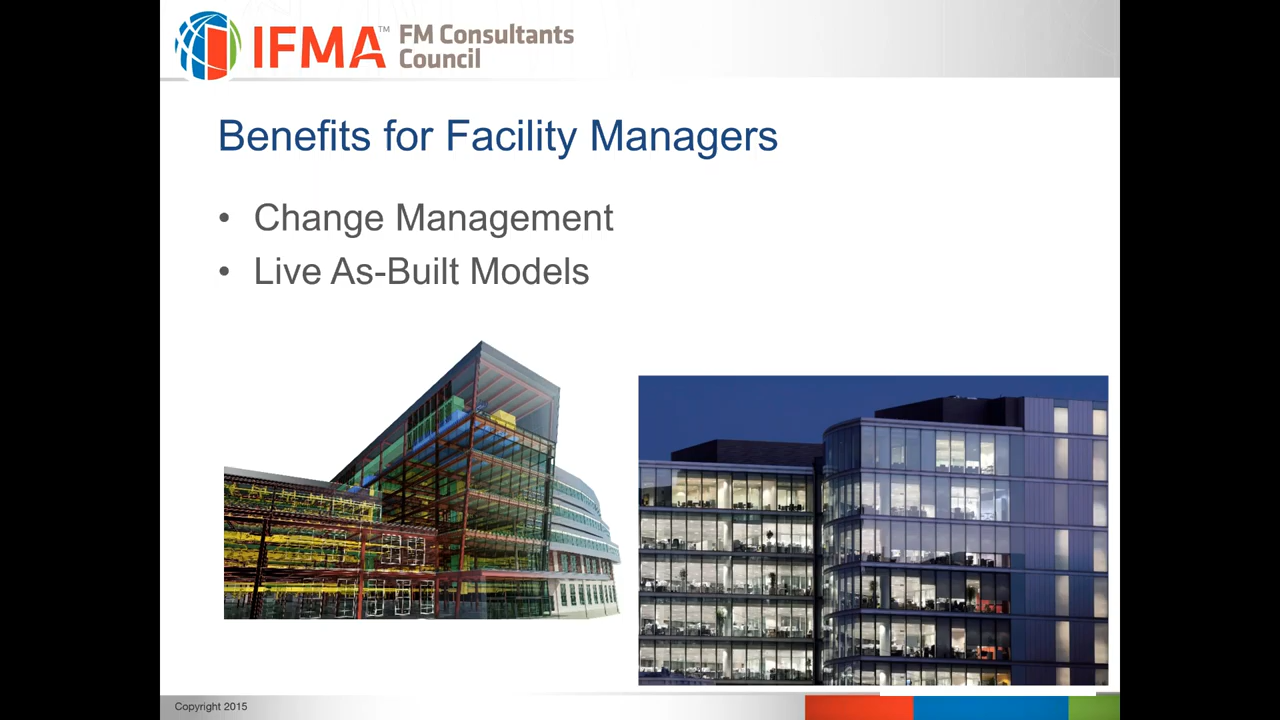 IFMA™ FM Consultants
Council
Benefits for Facility Managers
• Change Management
• Live As-Built Models
Copyright 2015